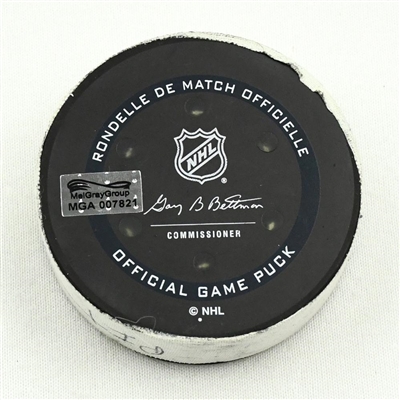 RONDELLE DE MATCH OFFICIELLE
NHL
MeiGrayGroup
MGA 007821
Gary B Bettman
COMMISSIONER
OFFICIAL GAME PUCK
© NHL